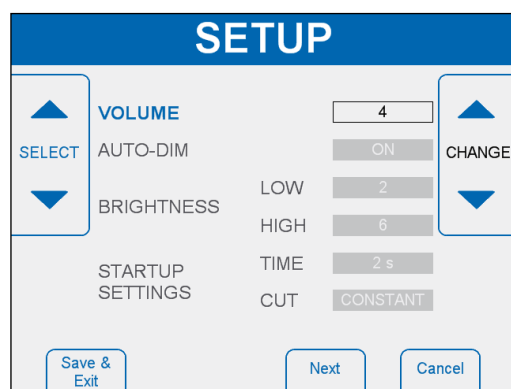 SETUP
VOLUME 4
SELECT AUTO-DIM ON CHANGE
BRIGHTNESS LOW 2
HIGH 6
STARTUP SETTINGS TIME 2 s
CUT CONSTANT
Save & Exit Next Cancel